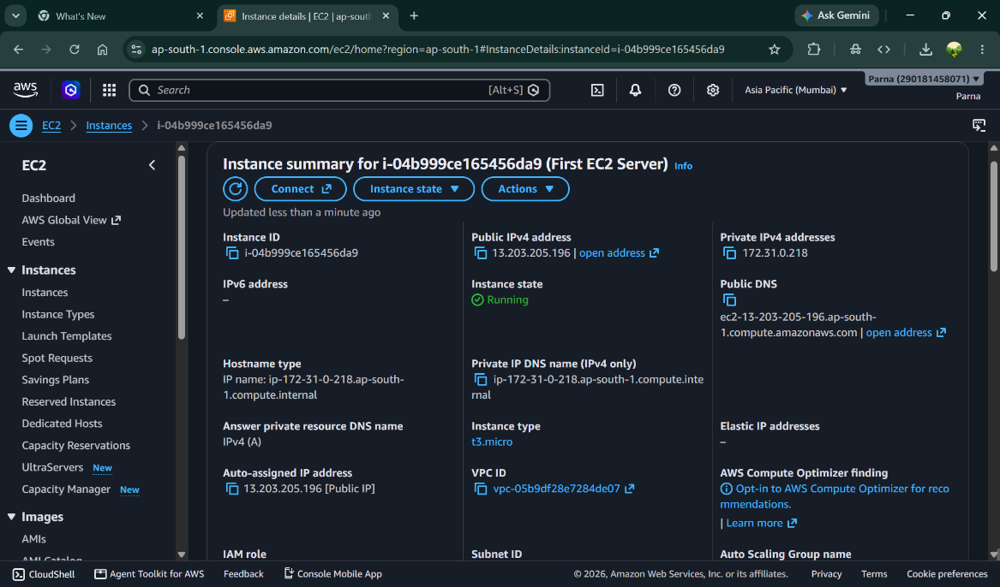 What's New
Instance details | EC2 | ap-south
Ask Gemini
ap-south-1.console.aws.amazon.com/ec2/home?region=ap-south-1#InstanceDetails:instanceId=i-04b999ce165456da9
aws
Search
[Alt+S]
Asia Pacific (Mumbai)
Parna (290181458071)
Parna
EC2
Instances
i-04b999ce165456da9
EC2
Dashboard
AWS Global View
Events
Instances
Instances
Instance Types
Launch Templates
Spot Requests
Savings Plans
Reserved Instances
Dedicated Hosts
Capacity Reservations
UltraServers New
Capacity Manager New
Images
AMIs
AMI Catalog
Instance summary for i-04b999ce165456da9 (First EC2 Server) Info
Connect
Instance state
Actions
Updated less than a minute ago
Instance ID
i-04b999ce165456da9
Public IPv4 address
13.203.205.196 | open address
Private IPv4 addresses
172.31.0.218
IPv6 address
–
Instance state
Running
Public DNS
ec2-13-203-205-196.ap-south-
1.compute.amazonaws.com | open address
Hostname type
IP name: ip-172-31-0-218.ap-south-
1.compute.internal
Private IP DNS name (IPv4 only)
ip-172-31-0-218.ap-south-1.compute.inte
rnal
Answer private resource DNS name
IPv4 (A)
Instance type
t3.micro
Elastic IP addresses
–
Auto-assigned IP address
13.203.205.196 [Public IP]
VPC ID
vpc-05b9df28e7284de07
AWS Compute Optimizer finding
Opt-in to AWS Compute Optimizer for reco
mmendations.
| Learn more
IAM role
Subnet ID
Auto Scaling Group name
CloudShell
Agent Toolkit for AWS
Feedback
Console Mobile App
© 2026, Amazon Web Services, Inc. or its affiliates.
Privacy
Terms
Cookie preferences